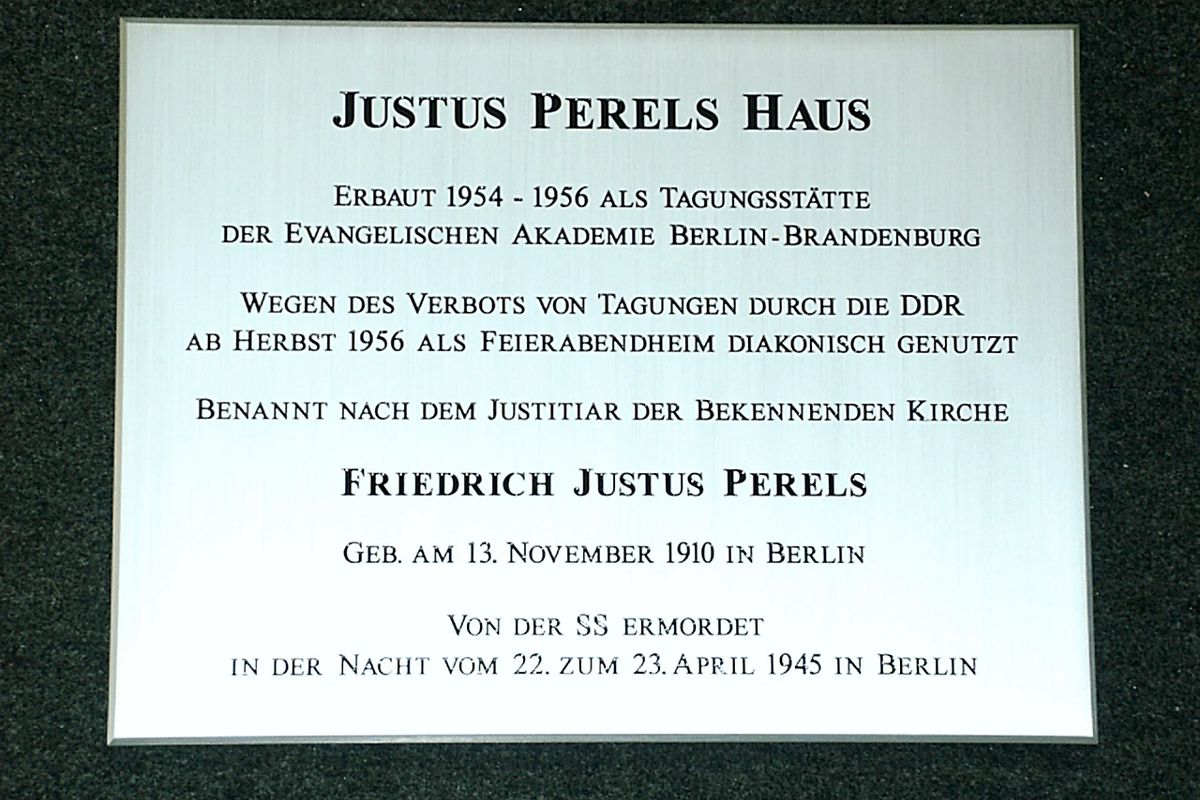 JUSTUS PERELS HAUS
ERBAUT 1954 - 1956 ALS TAGUNGSSTÄTTE
DER EVANGELISCHEN AKADEMIE BERLIN-BRANDENBURG
WEGEN DES VERBOTS VON TAGUNGEN DURCH DIE DDR
AB HERBST 1956 ALS FEIERABENDHEIM DIAKONISCH GENUTZT
BENANNT NACH DEM JUSTITIAR DER BEKENNENDEN KIRCHE
FRIEDRICH JUSTUS PERELS
GEB. AM 13. NOVEMBER 1910 IN BERLIN
VON DER SS ERMORDET
IN DER NACHT VOM 22. ZUM 23. APRIL 1945 IN BERLIN